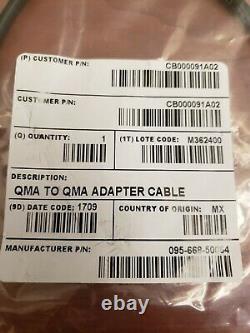 (P) CUSTOMER P/N: CB000091A02
CUSTOMER P/N: CB000091A02
(Q) QUANTITY: 1 (1T) LOTE CODE: M362400
DESCRIPTION:
QMA TO QMA ADAPTER CABLE
(9D) DATE CODE: 1709 COUNTRY OF ORIGIN: MX
MANUFACTURER P/N: